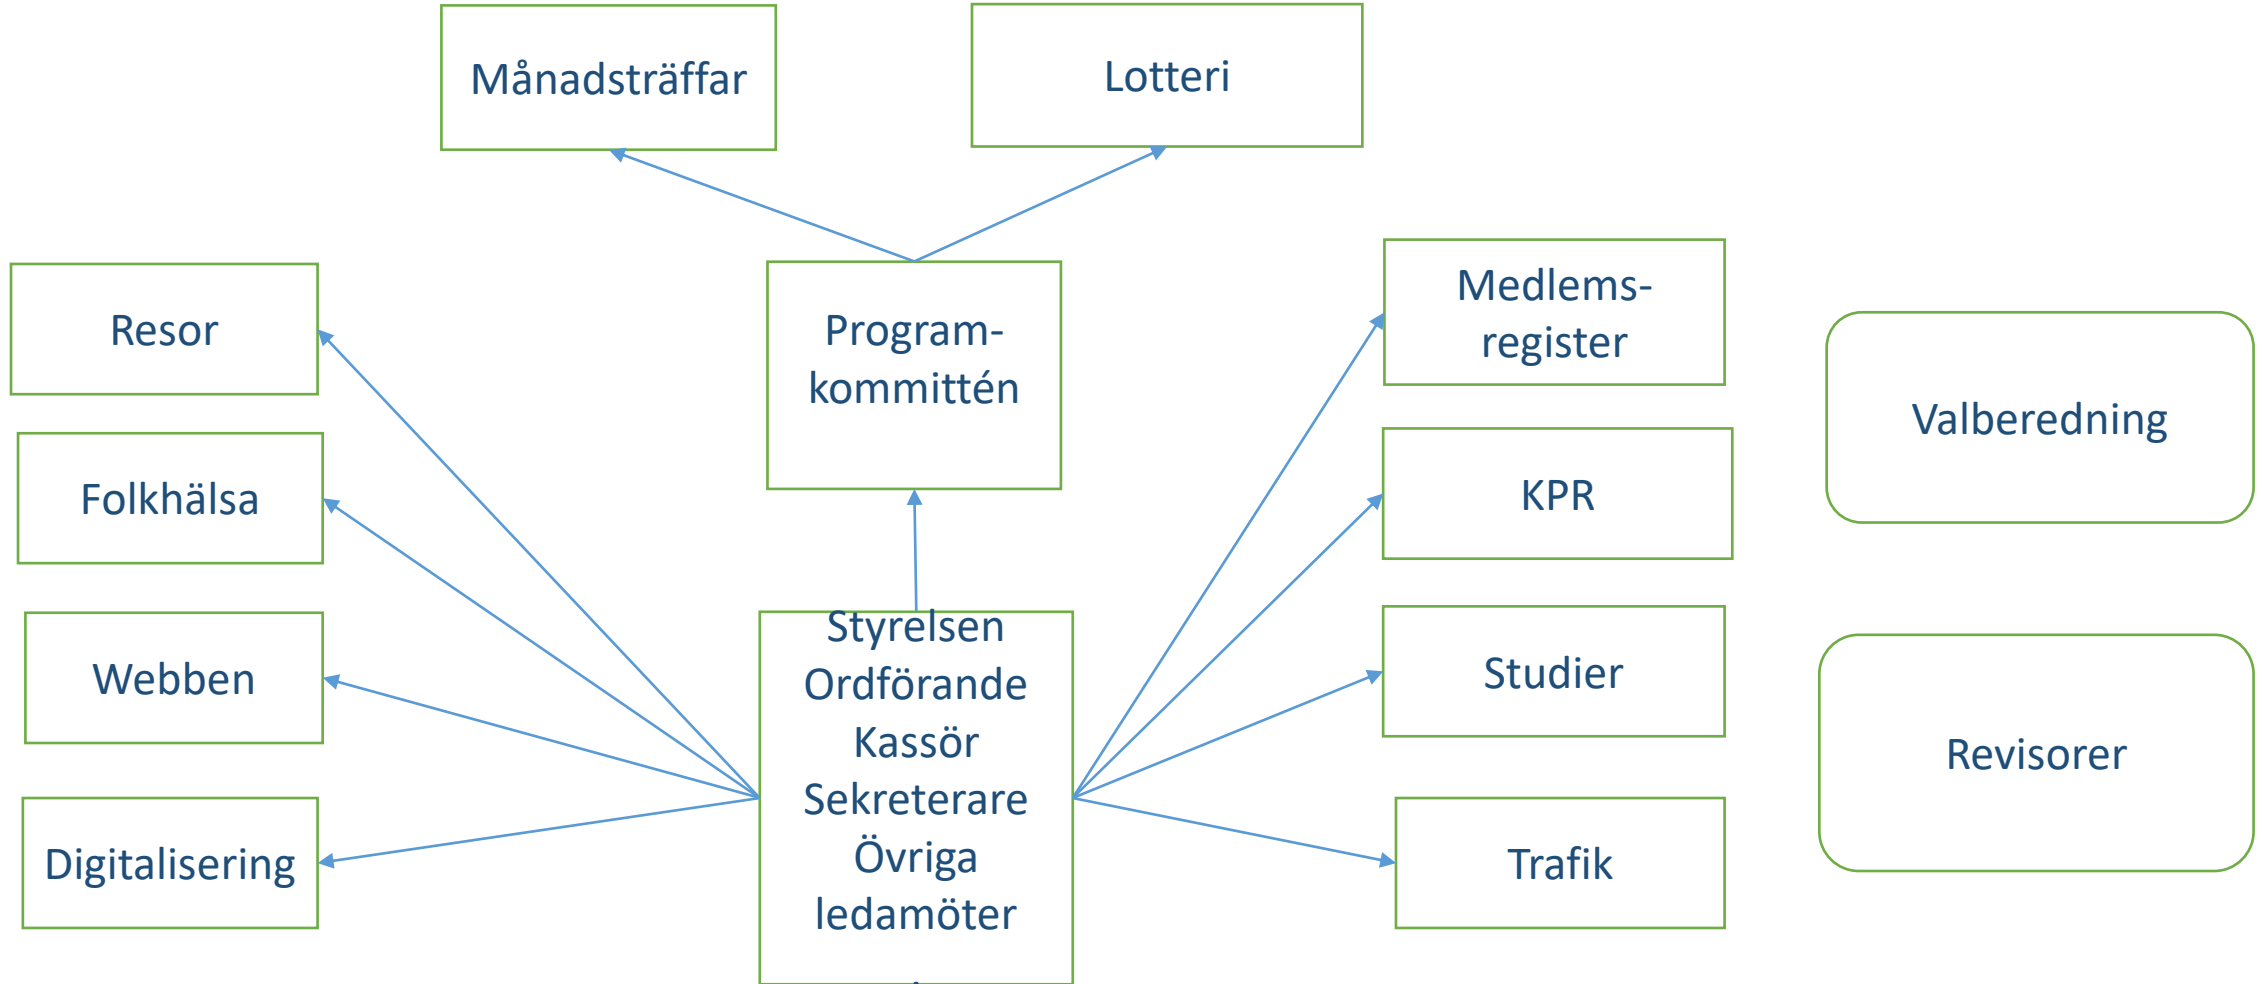 Månadsträffar
Lotteri
Resor
Program-
kommittén
Medlems-
register
Valberedning
Folkhälsa
KPR
Webben
Styrelsen
Ordförande
Kassör
Sekreterare
Övriga
ledamöter
Studier
Revisorer
Digitalisering
Trafik